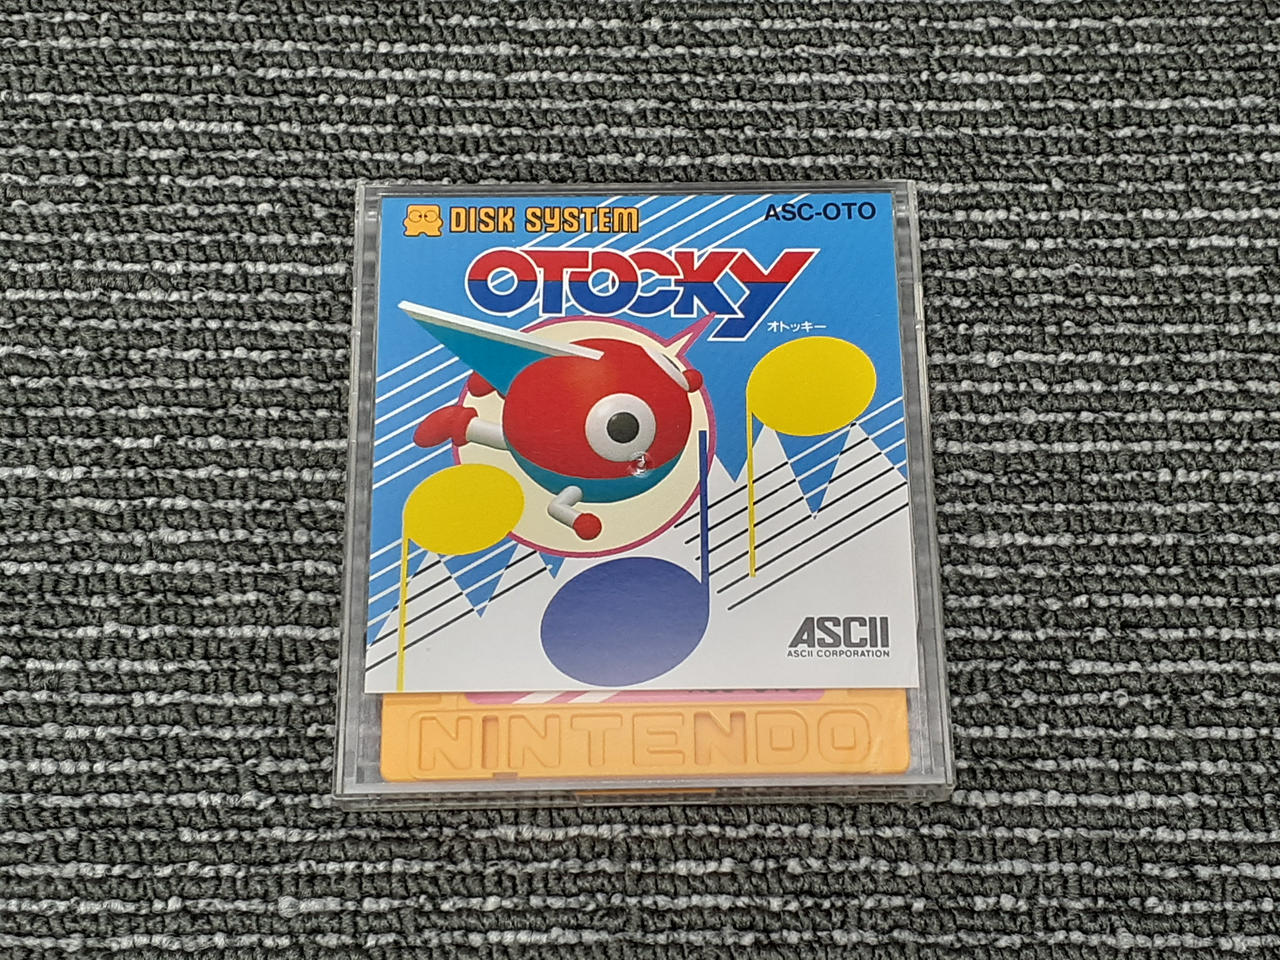 DISK SYSTEM
ASC-OTO
OTOCKY
オトッキー
ASCII
ASCII CORPORATION
NINTENDO